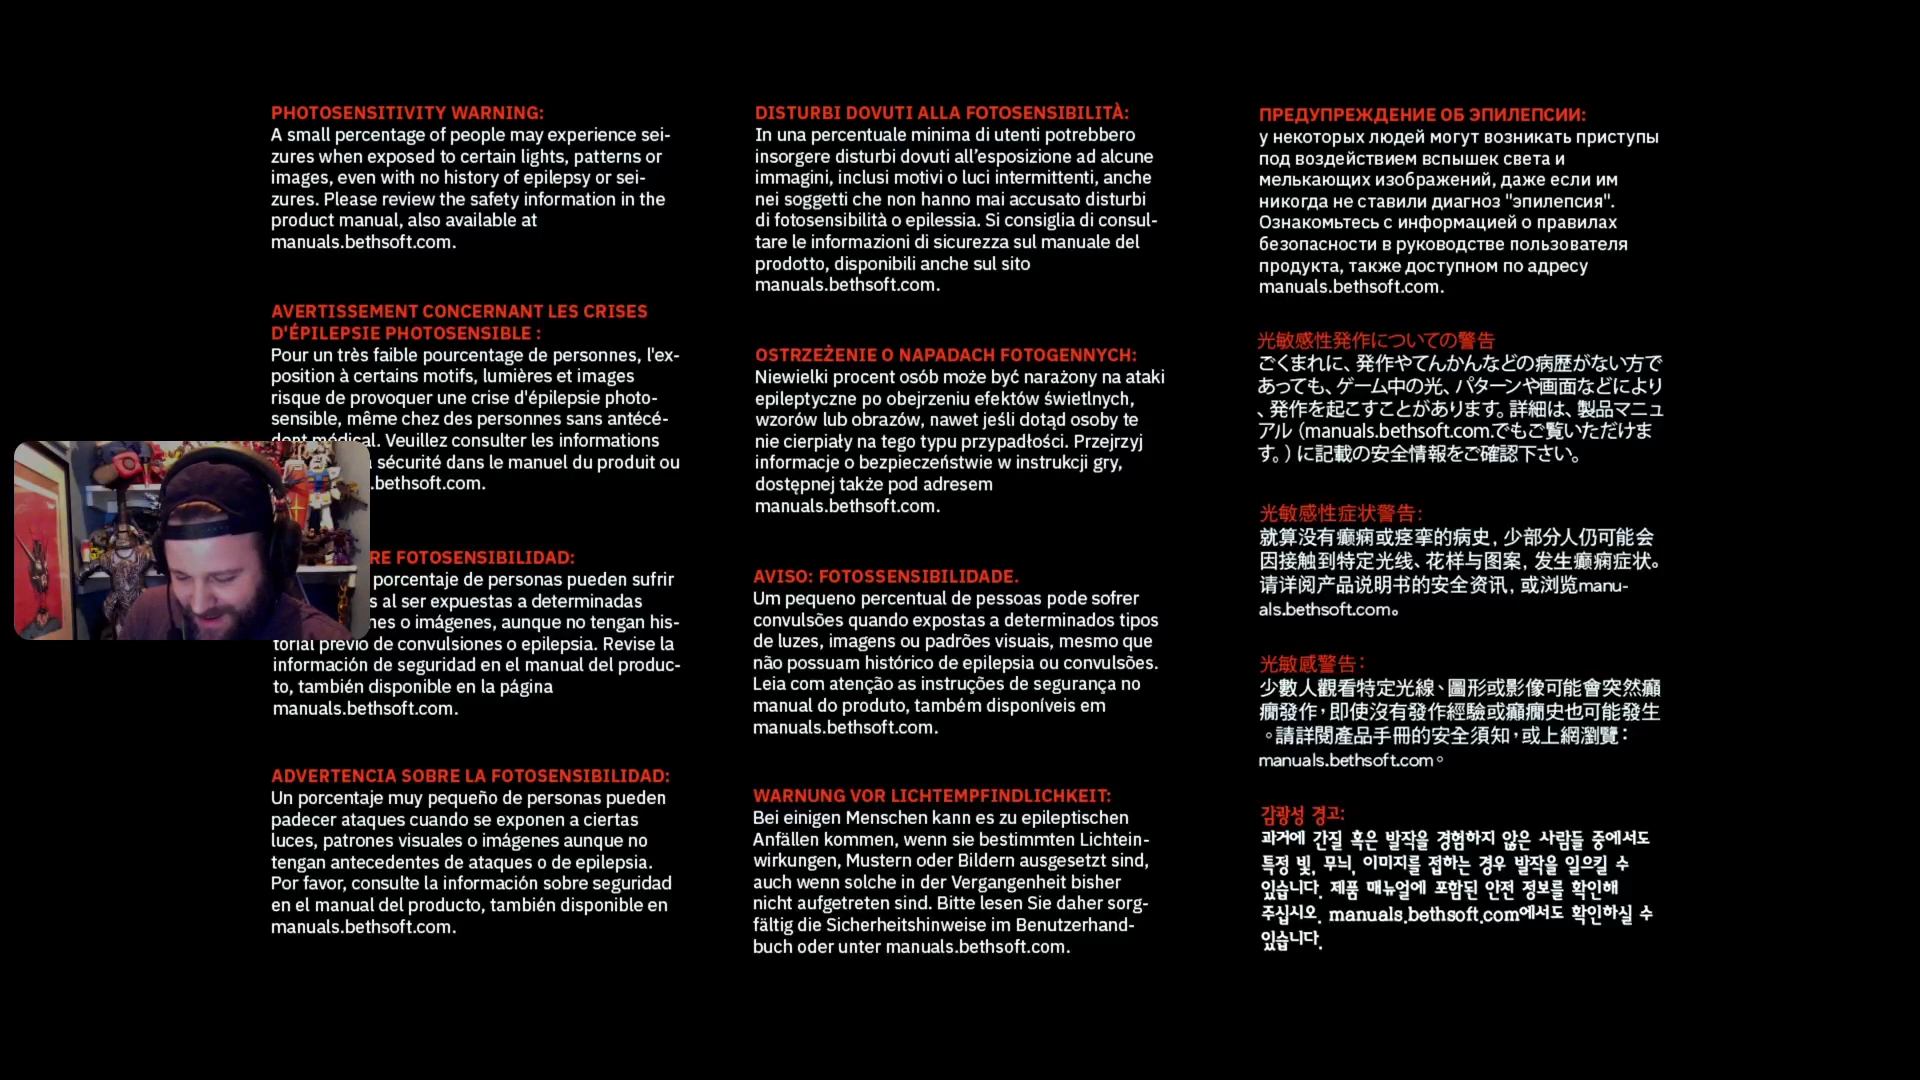 PHOTOSENSITIVITY WARNING:
A small percentage of people may experience sei-
zures when exposed to certain lights, patterns or
images, even with no history of epilepsy or sei-
zures. Please review the safety information in the
product manual, also available at
manuals.bethsoft.com.
AVERTISSEMENT CONCERNANT LES CRISES
D'ÉPILEPSIE PHOTOSENSIBLE :
Pour un très faible pourcentage de personnes, l'ex-
position à certains motifs, lumières et images
risque de provoquer une crise d'épilepsie photo-
sensible, même chez des personnes sans antécé-
dent médical. Veuillez consulter les informations
sécurité dans le manuel du produit ou
.bethsoft.com.
RE FOTOSENSIBILIDAD:
porcentaje de personas pueden sufrir
s al ser expuestas a determinadas
nes o imágenes, aunque no tengan his-
torial previo de convulsiones o epilepsia. Revise la
información de seguridad en el manual del produc-
to, también disponible en la página
manuals.bethsoft.com.
ADVERTENCIA SOBRE LA FOTOSENSIBILIDAD:
Un porcentaje muy pequeño de personas pueden
padecer ataques cuando se exponen a ciertas
luces, patrones visuales o imágenes aunque no
tengan antecedentes de ataques o de epilepsia.
Por favor, consulte la información sobre seguridad
en el manual del producto, también disponible en
manuals.bethsoft.com.
DISTURBI DOVUTI ALLA FOTOSENSIBILITÀ:
In una percentuale minima di utenti potrebbero
insorgere disturbi dovuti all'esposizione ad alcune
immagini, inclusi motivi o luci intermittenti, anche
nei soggetti che non hanno mai accusato disturbi
di fotosensibilità o epilessia. Si consiglia di consul-
tare le informazioni di sicurezza sul manuale del
prodotto, disponibili anche sul sito
manuals.bethsoft.com.
OSTRZEŻENIE O NAPADACH FOTOGENNYCH:
Niewielki procent osób może być narażony na ataki
epileptyczne po obejrzeniu efektów świetlnych,
wzorów lub obrazów, nawet jeśli dotąd osoby te
nie cierpiały na tego typu przypadłości. Przejrzyj
informacje o bezpieczeństwie w instrukcji gry,
dostępnej także pod adresem
manuals.bethsoft.com.
AVISO: FOTOSSENSIBILIDADE.
Um pequeno percentual de pessoas pode sofrer
convulsões quando expostas a determinados tipos
de luzes, imagens ou padrões visuais, mesmo que
não possuam histórico de epilepsia ou convulsões.
Leia com atenção as instruções de segurança no
manual do produto, também disponíveis em
manuals.bethsoft.com.
WARNUNG VOR LICHTEMPFINDLICHKEIT:
Bei einigen Menschen kann es zu epileptischen
Anfällen kommen, wenn sie bestimmten Lichtein-
wirkungen, Mustern oder Bildern ausgesetzt sind,
auch wenn solche in der Vergangenheit bisher
nicht aufgetreten sind. Bitte lesen Sie daher sorg-
fältig die Sicherheitshinweise im Benutzerhand-
buch oder unter manuals.bethsoft.com.
ПРЕДУПРЕЖДЕНИЕ ОБ ЭПИЛЕПСИИ:
у некоторых людей могут возникать приступы
под воздействием вспышек света и
мелькающих изображений, даже если им
никогда не ставили диагноз "эпилепсия".
Ознакомьтесь с информацией о правилах
безопасности в руководстве пользователя
продукта, также доступном по адресу
manuals.bethsoft.com.
光敏感性発作についての警告
ごくまれに、発作やてんかんなどの病歴がない方で
あっても、ゲーム中の光、パターンや画面などにより
、発作を起こすことがあります。詳細は、製品マニュ
アル（manuals.bethsoft.com.でもご覧いただけま
す。）に記載の安全情報をご確認下さい。
光敏感性症状警告：
就算没有癫痫或痉挛的病史，少部分人仍可能会
因接触到特定光线、花样与图案，发生癫痫症状。
请详阅产品说明书的安全资讯，或浏览manu-
als.bethsoft.com。
光敏感警告：
少數人觀看特定光線、圖形或影像可能會突然癲
癇發作，即使沒有發作經驗或癲癇史也可能發生
。請詳閱產品手冊的安全須知，或上網瀏覽：
manuals.bethsoft.com。
감광성 경고:
과거에 간질 혹은 발작을 경험하지 않은 사람들 중에서도
특정 빛, 무늬, 이미지를 접하는 경우 발작을 일으킬 수
있습니다. 제품 매뉴얼에 포함된 안전 정보를 확인해
주십시오. manuals.bethsoft.com에서도 확인하실 수
있습니다.